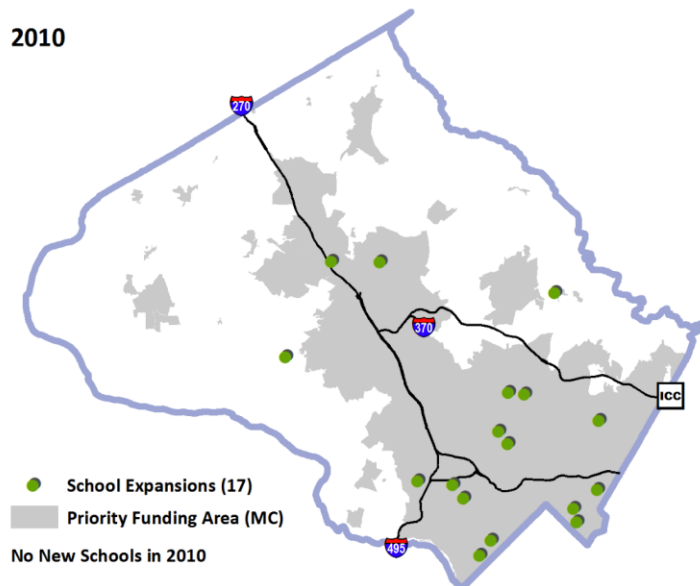 2010
270
370
ICC
School Expansions (17)
Priority Funding Area (MC)
No New Schools in 2010
495